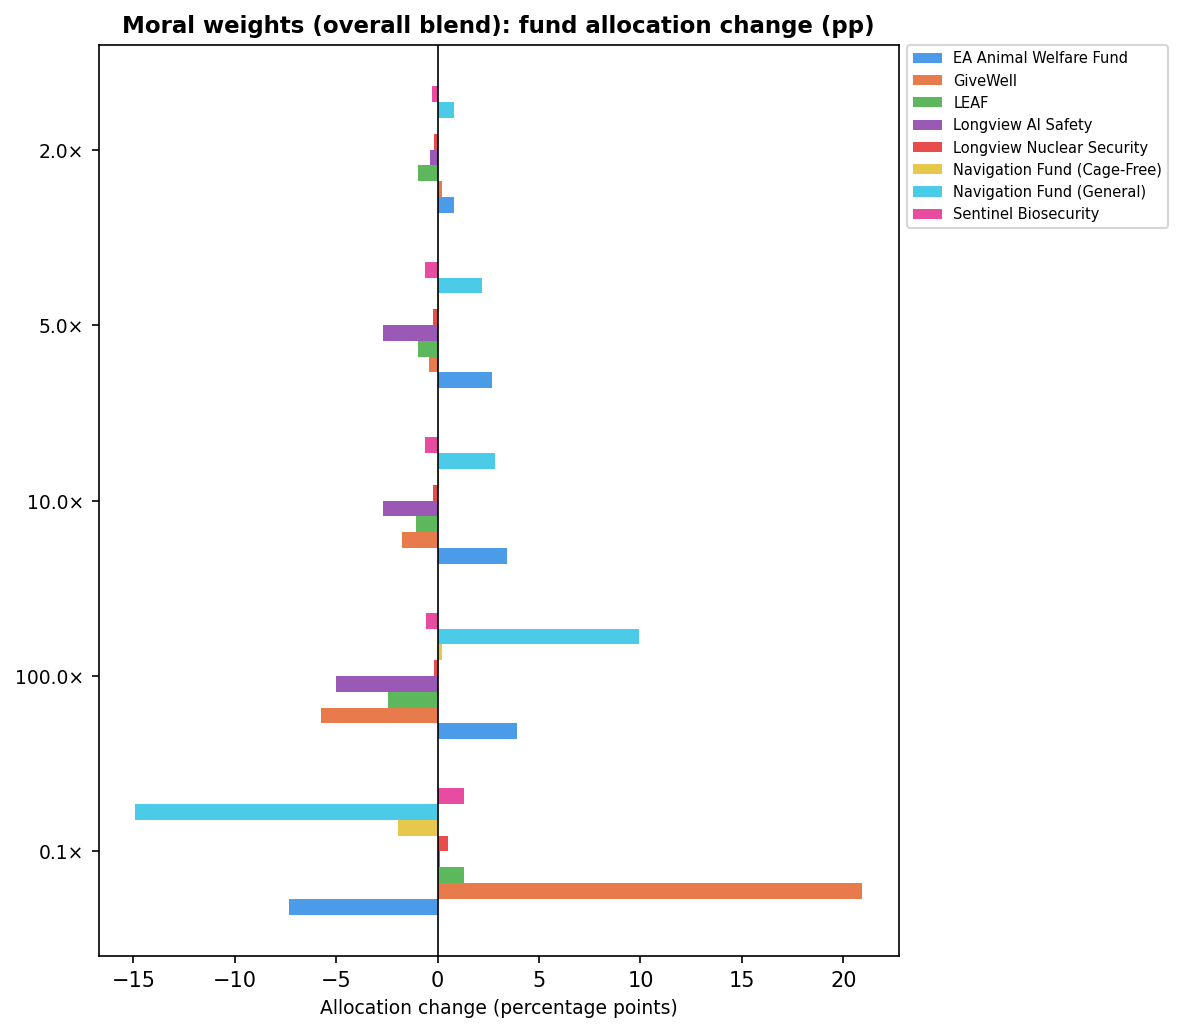 Moral weights (overall blend): fund allocation change (pp)
EA Animal Welfare Fund
GiveWell
LEAF
Longview AI Safety
Longview Nuclear Security
Navigation Fund (Cage-Free)
Navigation Fund (General)
Sentinel Biosecurity
2.0×
5.0×
10.0×
100.0×
0.1×
−15 −10 −5 0 5 10 15 20
Allocation change (percentage points)